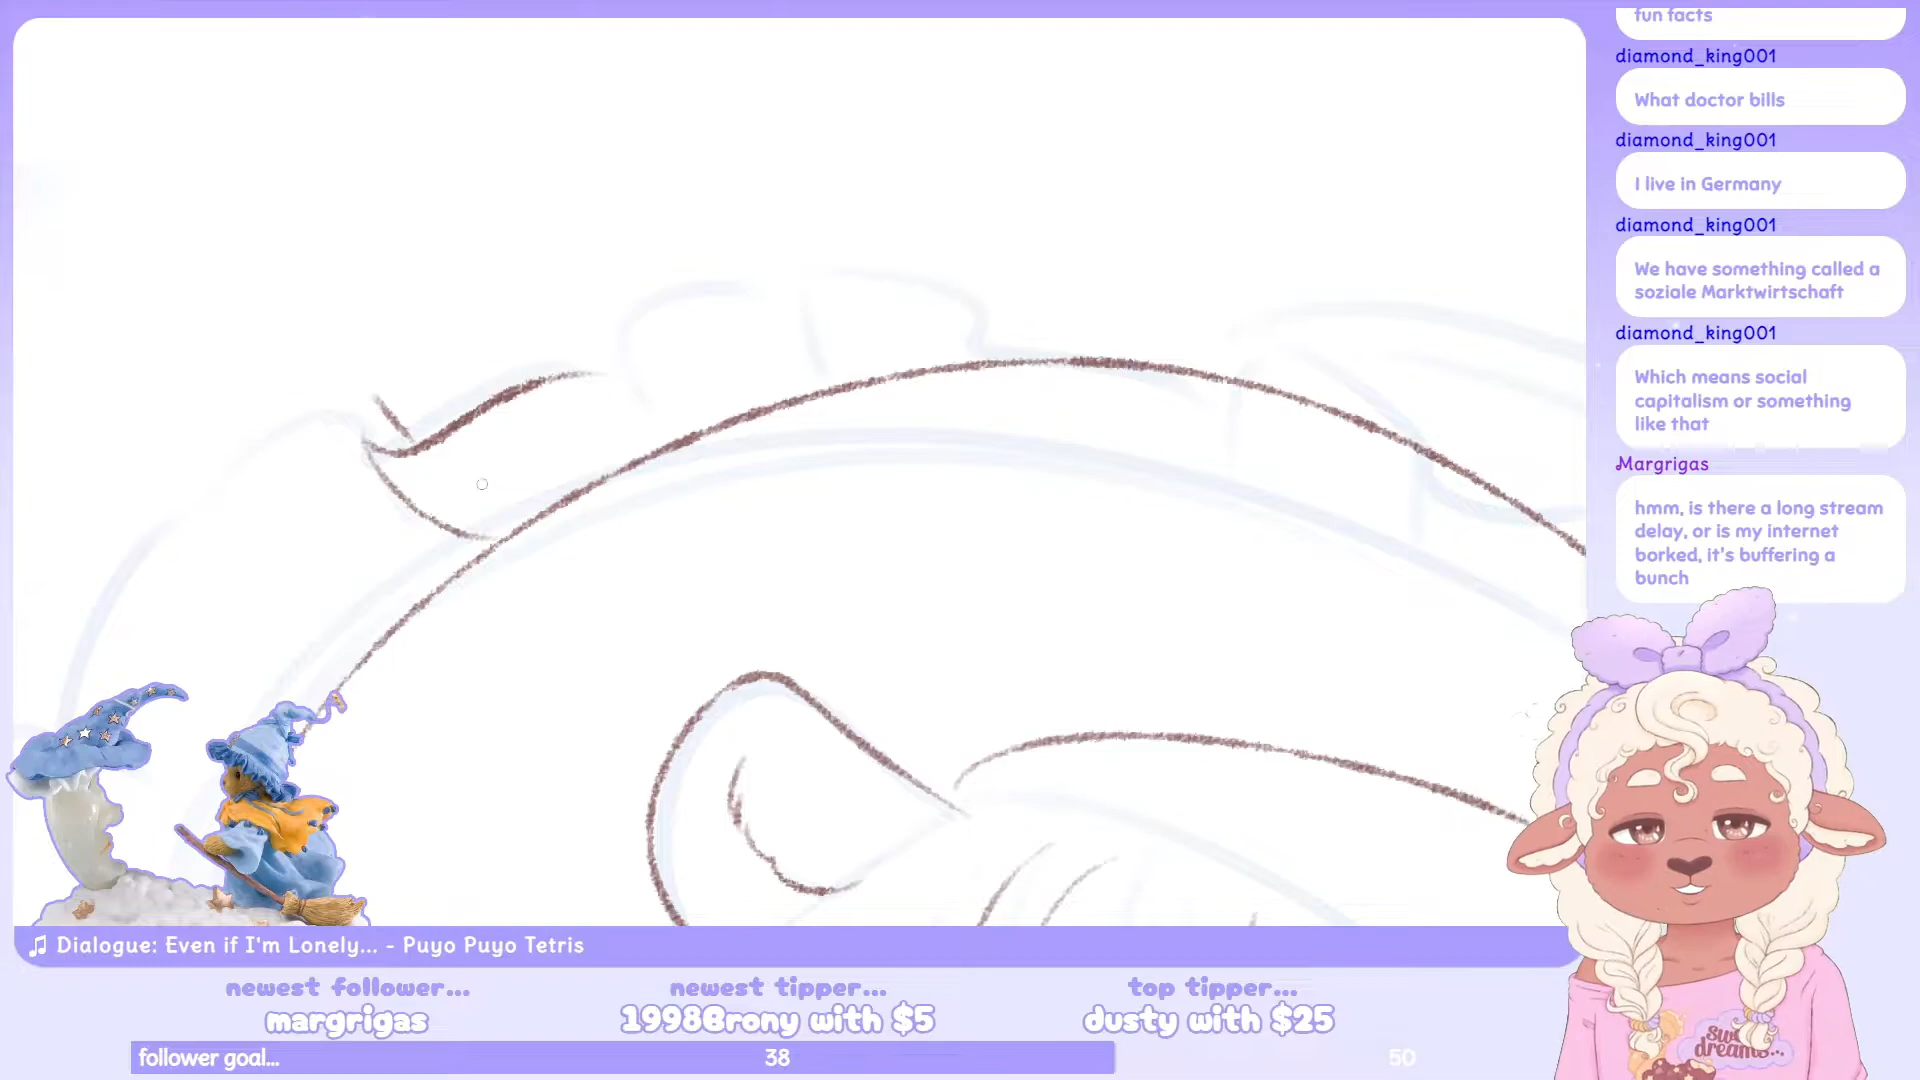 fun facts
diamond_king001
What doctor bills
diamond_king001
I live in Germany
diamond_king001
We have something called a
soziale Marktwirtschaft
diamond_king001
Which means social
capitalism or something
like that
Margrigas
hmm, is there a long stream
delay, or is my internet
borked, it's buffering a
bunch
Dialogue: Even if I'm Lonely... - Puyo Puyo Tetris
newest follower...
margrigas
newest tipper...
1998Brony with $5
top tipper...
dusty with $25
follower goal...
38
50
dreams...